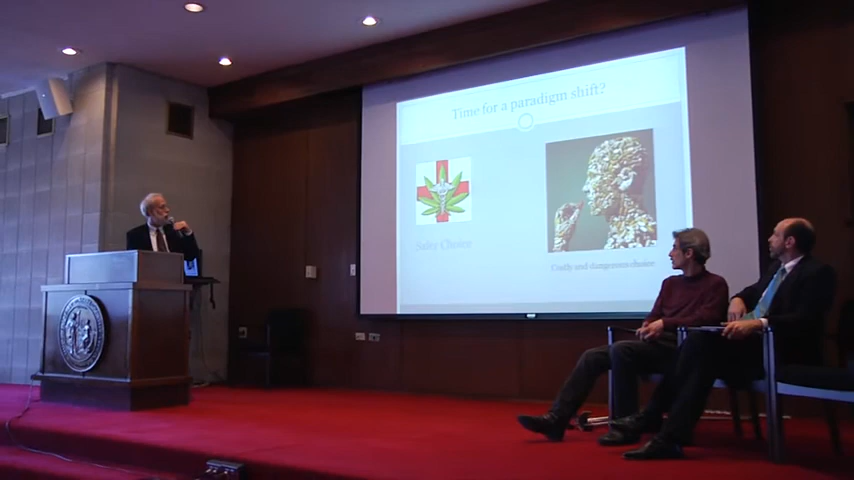 Time for a paradigm shift?
Safer Choice
Costly and dangerous choice